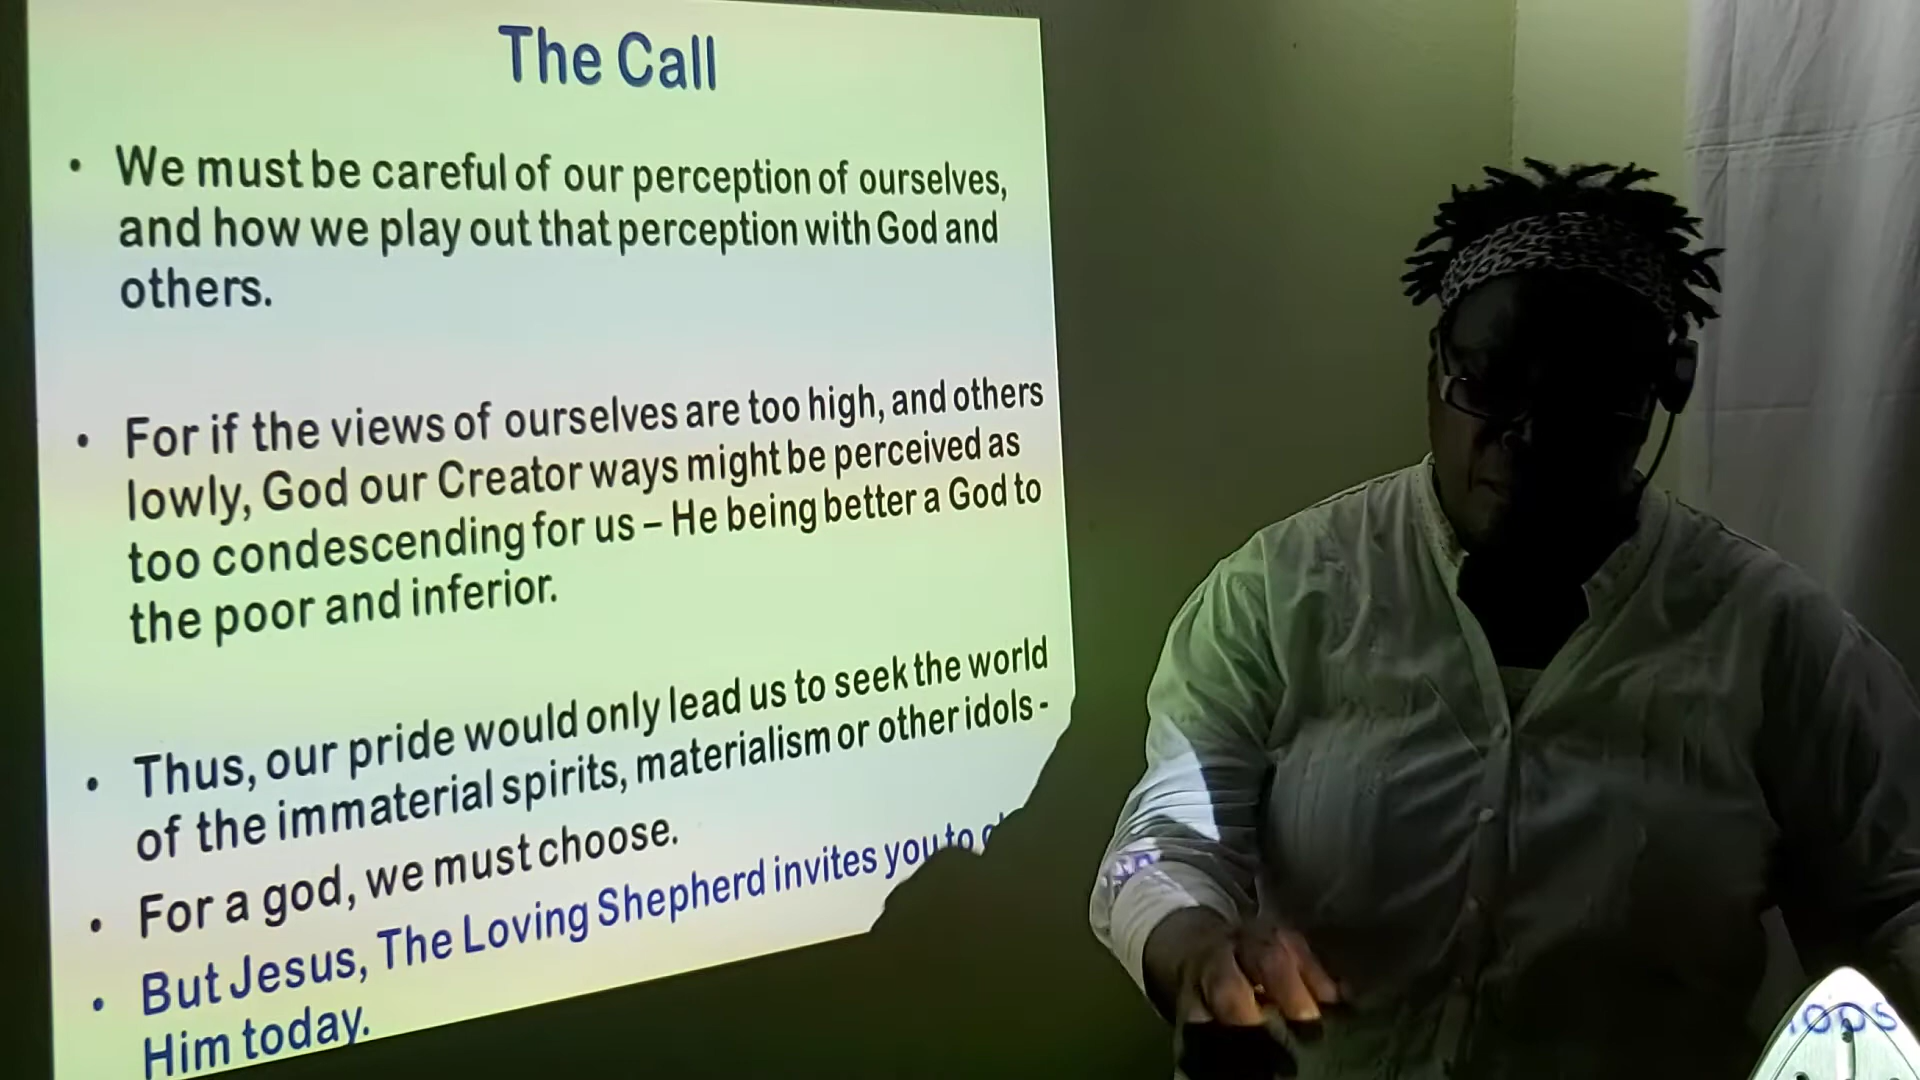 The Call
• We must be careful of our perception of ourselves,
and how we play out that perception with God and
others.
• For if the views of ourselves are too high, and others
lowly, God our Creator ways might be perceived as
too condescending for us – He being better a God to
the poor and inferior.
• Thus, our pride would only lead us to seek the world
of the immaterial spirits, materialism or other idols -
• For a god, we must choose.
• But Jesus, The Loving Shepherd invites you to
Him today.